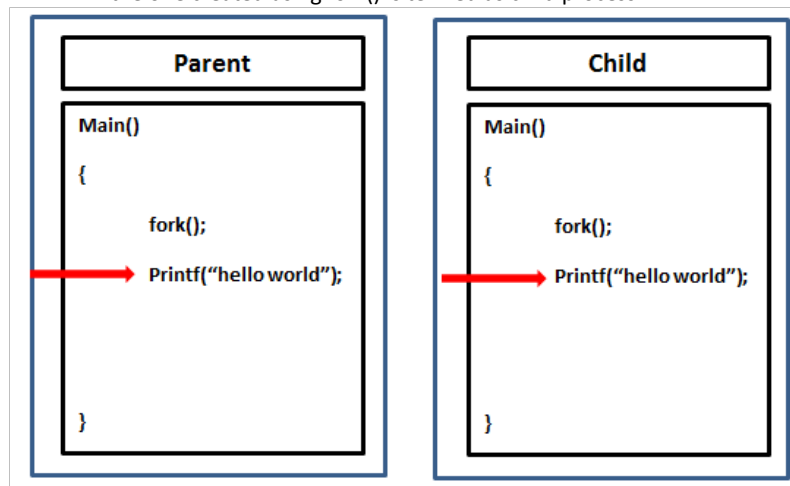 Parent
Main()
{
fork();
Printf("hello world");
}
Child
Main()
{
fork();
Printf("hello world");
}